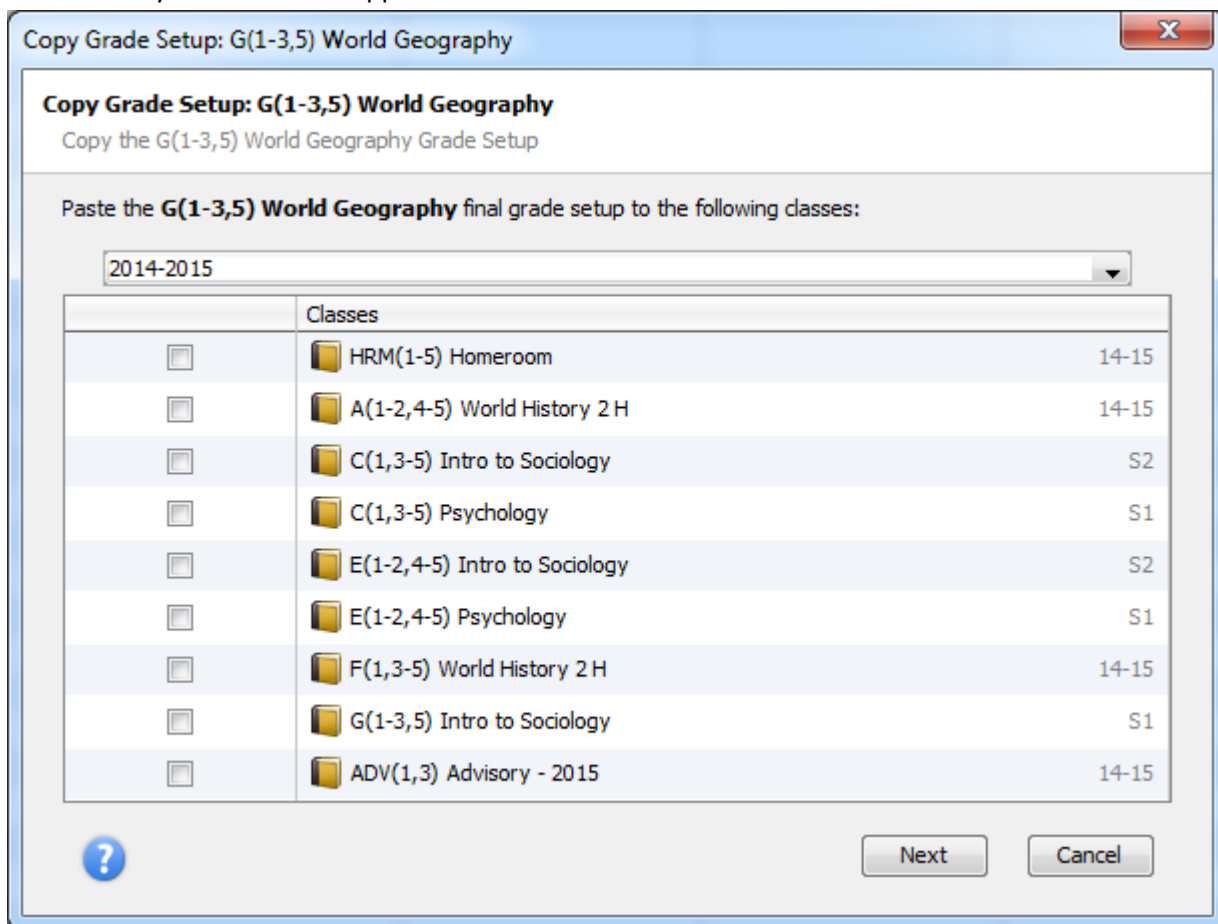 Copy Grade Setup: G(1-3,5) World Geography
Copy Grade Setup: G(1-3,5) World Geography
Copy the G(1-3,5) World Geography Grade Setup
Paste the G(1-3,5) World Geography final grade setup to the following classes:
2014-2015
Classes
HRM(1-5) Homeroom 14-15
A(1-2,4-5) World History 2 H 14-15
C(1,3-5) Intro to Sociology S2
C(1,3-5) Psychology S1
E(1-2,4-5) Intro to Sociology S2
E(1-2,4-5) Psychology S1
F(1,3-5) World History 2 H 14-15
G(1-3,5) Intro to Sociology S1
ADV(1,3) Advisory - 2015 14-15
? Next Cancel